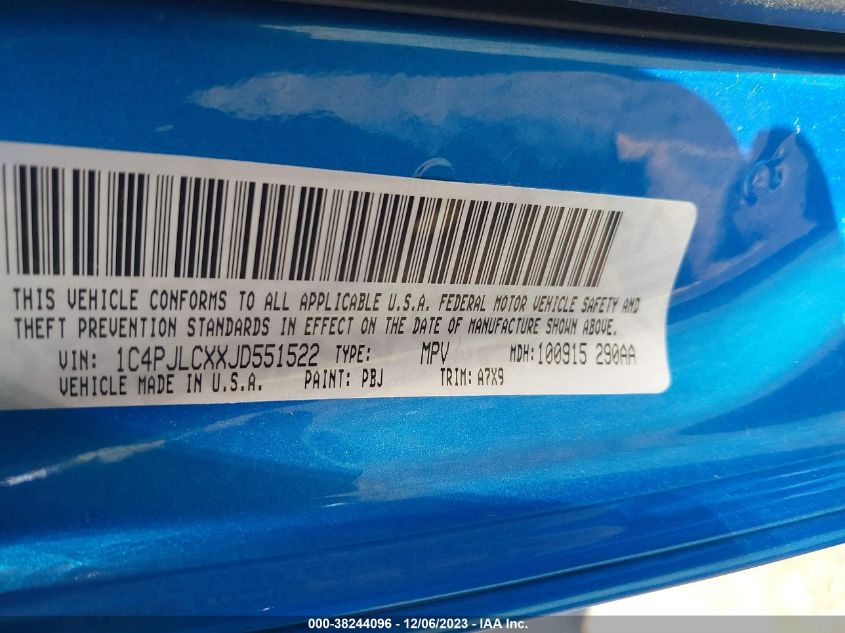 THIS VEHICLE CONFORMS TO ALL APPLICABLE U.S.A. FEDERAL MOTOR VEHICLE SAFETY AND
THEFT PREVENTION STANDARDS IN EFFECT ON THE DATE OF MANUFACTURE SHOWN ABOVE.
VIN: 1C4PJLCXXJD551522 TYPE: MPV MDH:100915 290AA
VEHICLE MADE IN U.S.A. PAINT: PBJ TRIM: A7X9
000-38244096 - 12/06/2023 - IAA Inc.